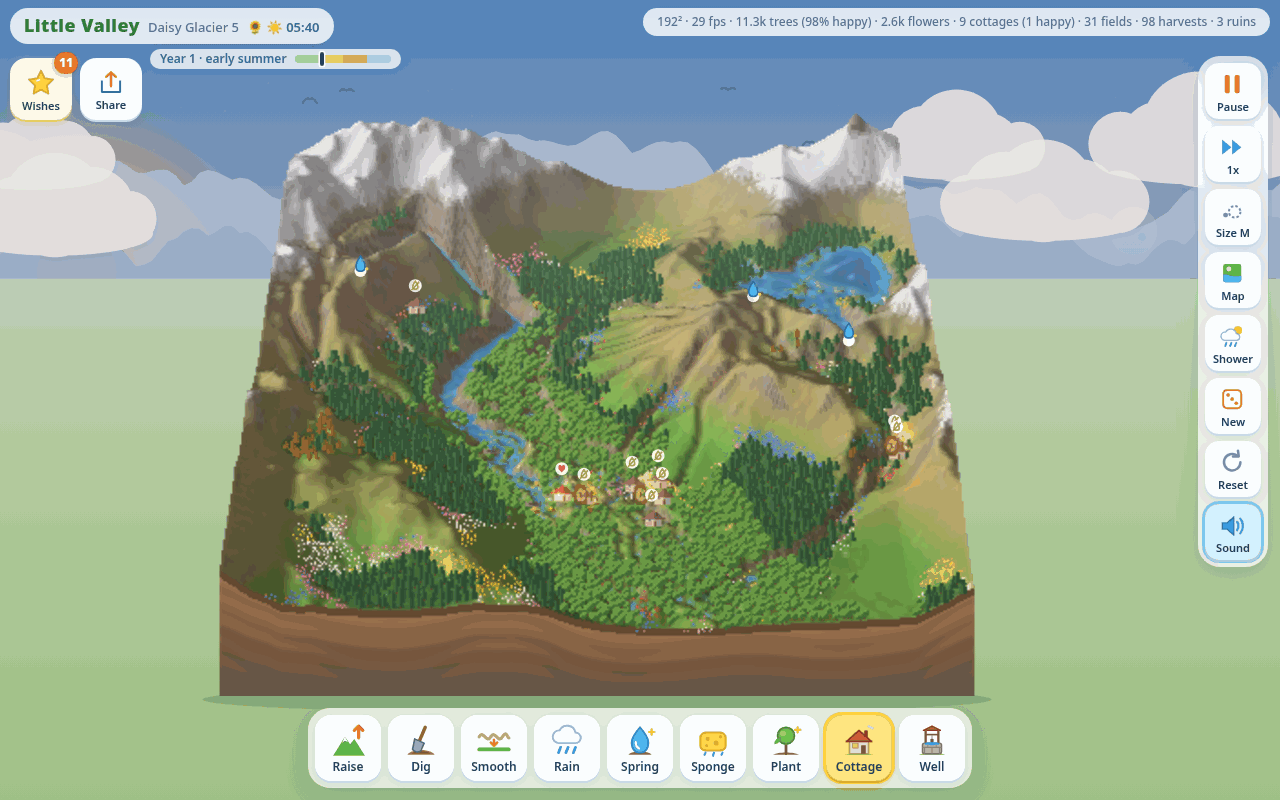 Little Valley Daisy Glacier 5 05:40
192² · 29 fps · 11.3k trees (98% happy) · 2.6k flowers · 9 cottages (1 happy) · 31 fields · 98 harvests · 3 ruins
Year 1 · early summer
11
Wishes
Share
Pause
1x
Size M
Map
Shower
New
Reset
Sound
Raise
Dig
Smooth
Rain
Spring
Sponge
Plant
Cottage
Well